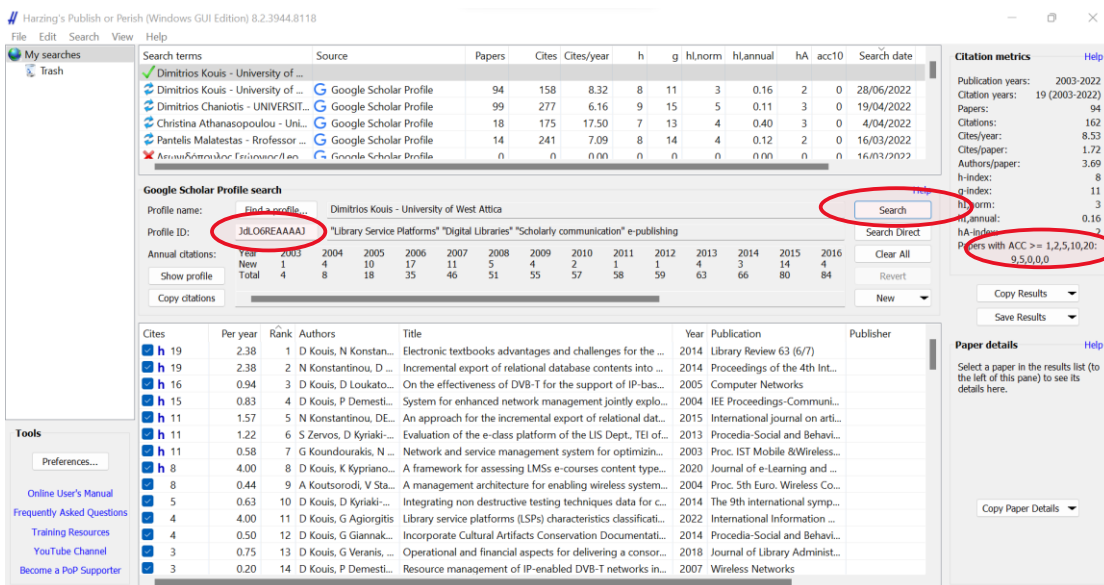 Harzing's Publish or Perish (Windows GUI Edition) 8.2.3944.8118
File Edit Search View Help
My searches
Trash
Search terms Source Papers Cites Cites/year h g hI,norm hI,annual hA acc10 Search date
Dimitrios Kouis - University of ...
Dimitrios Kouis - University of ... Google Scholar Profile 94 158 8.32 8 11 3 0.16 2 0 28/06/2022
Dimitrios Chaniotis - UNIVERSIT... Google Scholar Profile 99 277 6.16 9 15 5 0.11 3 0 19/04/2022
Christina Athanasopoulou - Uni... Google Scholar Profile 18 175 17.50 7 13 4 0.40 3 0 4/04/2022
Pantelis Malatestas - Rrofessor ... Google Scholar Profile 14 241 7.09 8 14 4 0.12 2 0 16/03/2022
Λεωνιδόπουλος Γεώργιος/Leo Google Scholar Profile 0 0 0.00 0 0 0 0.00 0 0 16/03/2022
Google Scholar Profile search Help
Profile name: Find a profile... Dimitrios Kouis - University of West Attica Search
Profile ID: JdLO6REAAAAJ "Library Service Platforms" "Digital Libraries" "Scholarly communication" e-publishing Search Direct
Annual citations: Year 2003 2004 2005 2006 2007 2008 2009 2010 2011 2012 2013 2014 2015 2016 Clear All
New 1 4 10 17 11 5 4 2 1 1 4 3 14 4
Show profile Total 4 8 18 35 46 51 55 57 58 59 63 66 80 84 Revert
Copy citations New
Cites Per year Rank Authors Title Year Publication Publisher
h 19 2.38 1 D Kouis, N Konstan... Electronic textbooks advantages and challenges for the ... 2014 Library Review 63 (6/7)
h 19 2.38 2 N Konstantinou, D ... Incremental export of relational database contents into ... 2014 Proceedings of the 4th Int...
h 16 0.94 3 D Kouis, D Loukato... On the effectiveness of DVB-T for the support of IP-bas... 2005 Computer Networks
h 15 0.83 4 D Kouis, P Demesti... System for enhanced network management jointly explo... 2004 IEE Proceedings-Communi...
h 11 1.57 5 N Konstantinou, DE... An approach for the incremental export of relational dat... 2015 International journal on arti...
h 11 1.22 6 S Zervos, D Kyriaki-... Evaluation of the e-class platform of the LIS Dept., TEI of... 2013 Procedia-Social and Behavi...
h 11 0.58 7 G Koundourakis, N ... Network and service management system for optimizin... 2003 Proc. IST Mobile &Wireless...
h 8 4.00 8 D Kouis, K Kypriano... A framework for assessing LMSs e-courses content type... 2020 Journal of e-Learning and ...
8 0.44 9 A Koutsorodi, V Sta... A management architecture for enabling wireless system... 2004 Proc. 5th Euro. Wireless Co...
5 0.63 10 D Kouis, D Kyriaki-... Integrating non destructive testing techniques data for c... 2014 The 9th international symp...
4 4.00 11 D Kouis, G Agiorgitis Library service platforms (LSPs) characteristics classificati... 2022 International Information ...
4 0.50 12 D Kouis, G Giannak... Incorporate Cultural Artifacts Conservation Documentati... 2014 Procedia-Social and Behavi...
3 0.75 13 D Kouis, G Veranis, ... Operational and financial aspects for delivering a consor... 2018 Journal of Library Administ...
3 0.20 14 D Kouis, P Demesti... Resource management of IP-enabled DVB-T networks in... 2007 Wireless Networks
Tools
Preferences...
Online User's Manual
Frequently Asked Questions
Training Resources
YouTube Channel
Become a PoP Supporter
Citation metrics Help
Publication years: 2003-2022
Citation years: 19 (2003-2022)
Papers: 94
Citations: 162
Cites/year: 8.53
Cites/paper: 1.72
Authors/paper: 3.69
h-index: 8
g-index: 11
hI,norm: 3
hI,annual: 0.16
hA-index: 2
Papers with ACC >= 1,2,5,10,20:
9,5,0,0,0
Copy Results
Save Results
Paper details Help
Select a paper in the results list (to
the left of this pane) to see its
details here.
Copy Paper Details